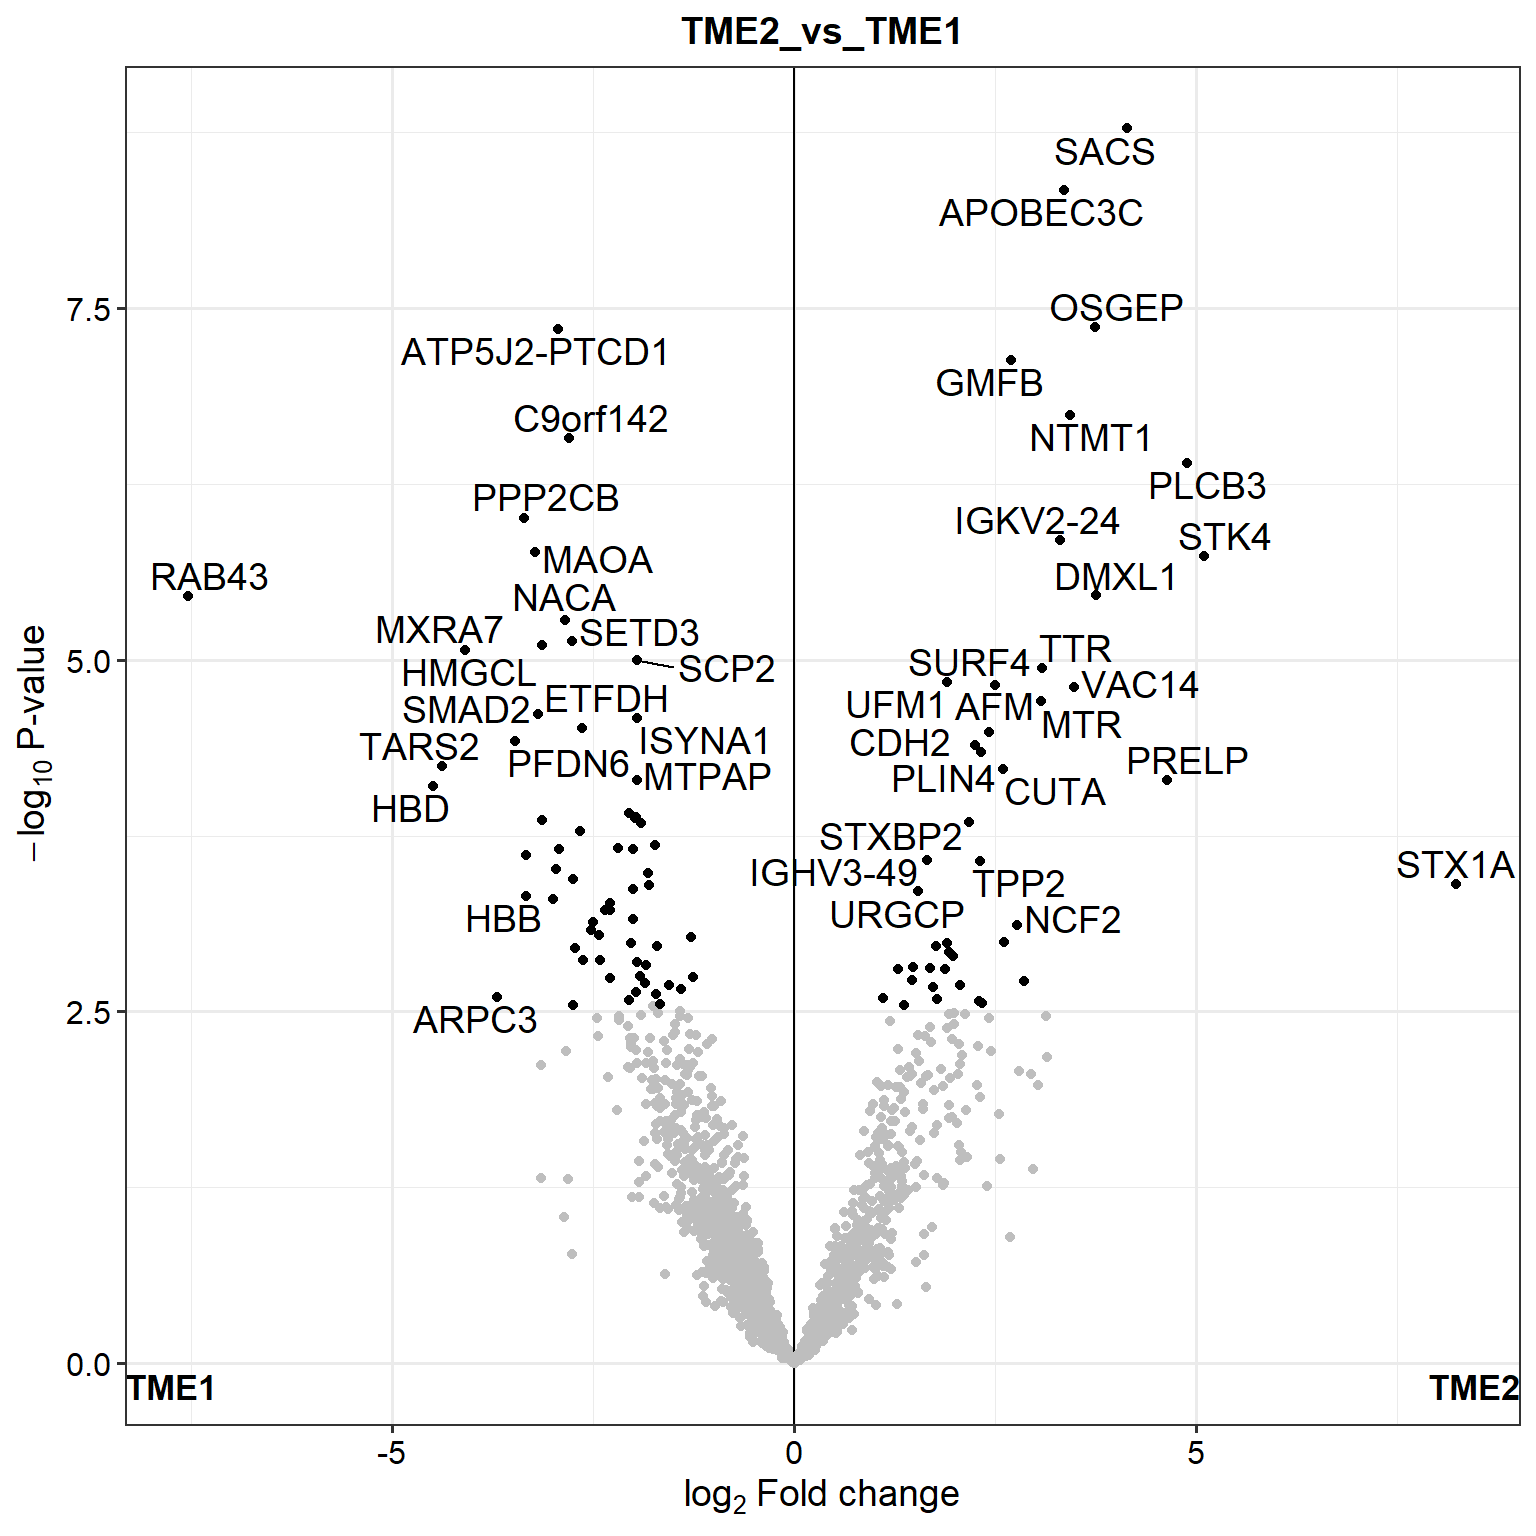 TME2_vs_TME1
SACS
APOBEC3C
7.5
OSGEP
ATP5J2-PTCD1
GMFB
C9orf142
NTMT1
PLCB3
PPP2CB
IGKV2-24
STK4
MAOA
RAB43
DMXL1
NACA
MXRA7
SETD3
TTR
5.0
SURF4
SCP2
HMGCL
VAC14
ETFDH
UFM1
AFM
SMAD2
MTR
ISYNA1
CDH2
TARS2
PFDN6
PRELP
MTPAP
PLIN4
CUTA
HBD
STXBP2
STX1A
IGHV3-49
TPP2
HBB
URGCP
NCF2
2.5
ARPC3
0.0
TME1
TME2
-5
0
5
log2 Fold change
−log10 P-value